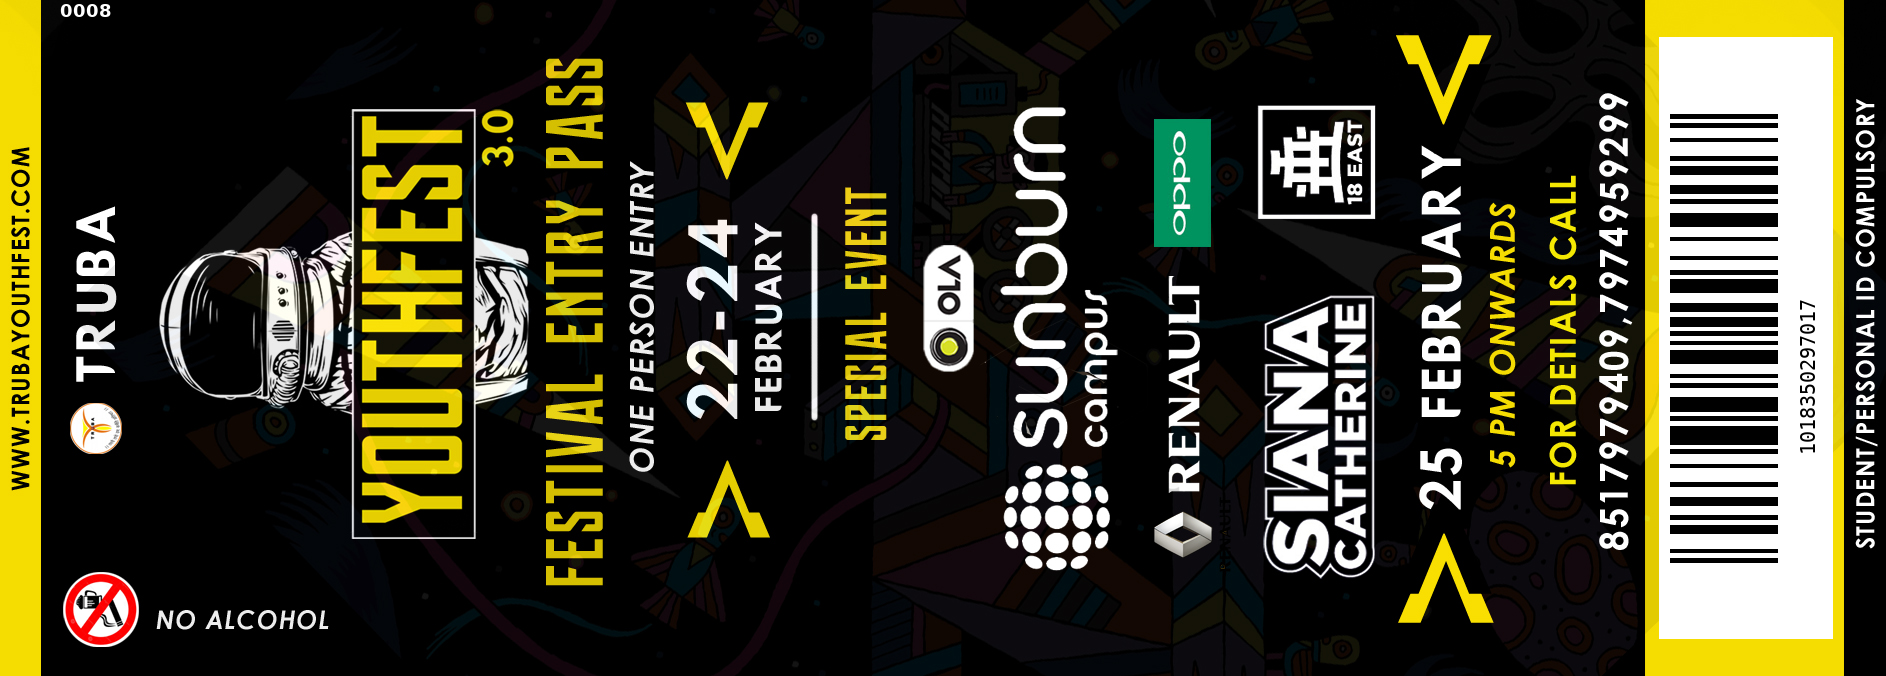 0008
WWW.TRUBAYOUTHFEST.COM
TRUBA
NO ALCOHOL
YOUTHFEST
3.0
FESTIVAL ENTRY PASS
ONE PERSON ENTRY
22-24
FEBRUARY
SPECIAL EVENT
OLA
sunburn
campus
RENAULT
oppo
SIANA
CATHERINE
18 EAST
25 FEBRUARY
5 PM ONWARDS
FOR DETIALS CALL
8517979409,7974959299
1018350297017
STUDENT/PERSONAL ID COMPULSORY